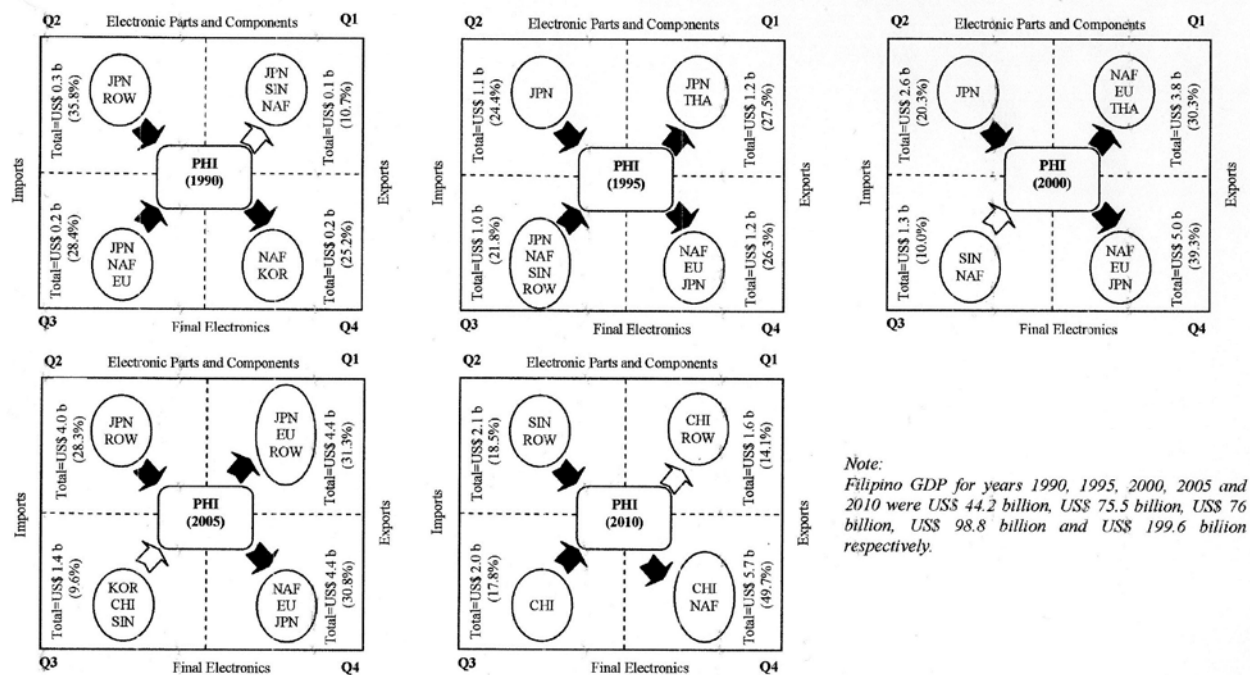 Q2 Electronic Parts and Components Q1
Imports
Total=US$ 0.3 b
(35.8%)
JPN
ROW
JPN
SIN
NAF
Total=US$ 0.1 b
(10.7%)
PHI
(1990)
Total=US$ 0.2 b
(28.4%)
JPN
NAF
EU
NAF
KOR
Total=US$ 0.2 b
(25.2%)
Exports
Q3 Final Electronics Q4
Q2 Electronic Parts and Components Q1
Imports
Total=US$ 1.1 b
(24.4%)
JPN
JPN
THA
Total=US$ 1.2 b
(27.5%)
PHI
(1995)
Total=US$ 1.0 b
(21.8%)
JPN
NAF
SIN
ROW
NAF
EU
JPN
Total=US$ 1.2 b
(26.3%)
Exports
Q3 Final Electronics Q4
Q2 Electronic Parts and Components Q1
Imports
Total=US$ 2.6 b
(20.3%)
JPN
NAF
EU
THA
Total=US$ 3.8 b
(30.3%)
PHI
(2000)
Total=US$ 1.3 b
(10.0%)
SIN
NAF
NAF
EU
JPN
Total=US$ 5.0 b
(39.3%)
Exports
Q3 Final Electronics Q4
Q2 Electronic Parts and Components Q1
Imports
Total=US$ 4.0 b
(28.3%)
JPN
ROW
JPN
EU
ROW
Total=US$ 4.4 b
(31.3%)
PHI
(2005)
Total=US$ 1.4 b
(9.6%)
KOR
CHI
SIN
NAF
EU
JPN
Total=US$ 4.4 b
(30.8%)
Exports
Q3 Final Electronics Q4
Q2 Electronic Parts and Components Q1
Imports
Total=US$ 2.1 b
(18.5%)
SIN
ROW
CHI
ROW
Total=US$ 1.6 b
(14.1%)
PHI
(2010)
Total=US$ 2.0 b
(17.8%)
CHI
CHI
NAF
Total=US$ 5.7 b
(49.7%)
Exports
Q3 Final Electronics Q4
Note:
Filipino GDP for years 1990, 1995, 2000, 2005 and
2010 were US$ 44.2 billion, US$ 75.5 billion, US$ 76
billion, US$ 98.8 billion and US$ 199.6 billion
respectively.